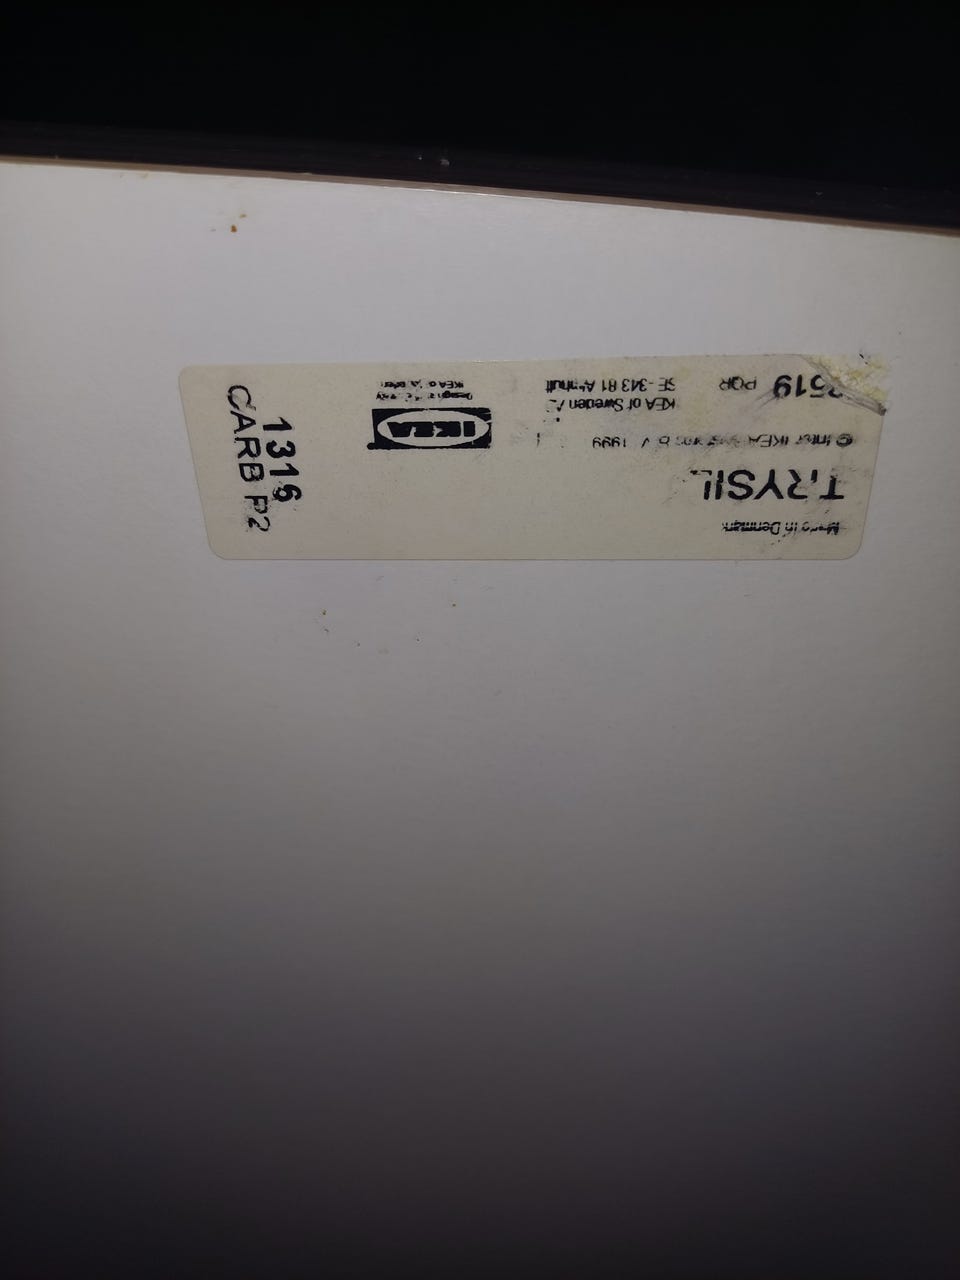 Made in Denmark
TRYSIL
© Inter IKEA Systems B.V. 1999
519 PQR
IKEA of Sweden
SE-343 81 Älmhult
IKEA
1316
CARB P2